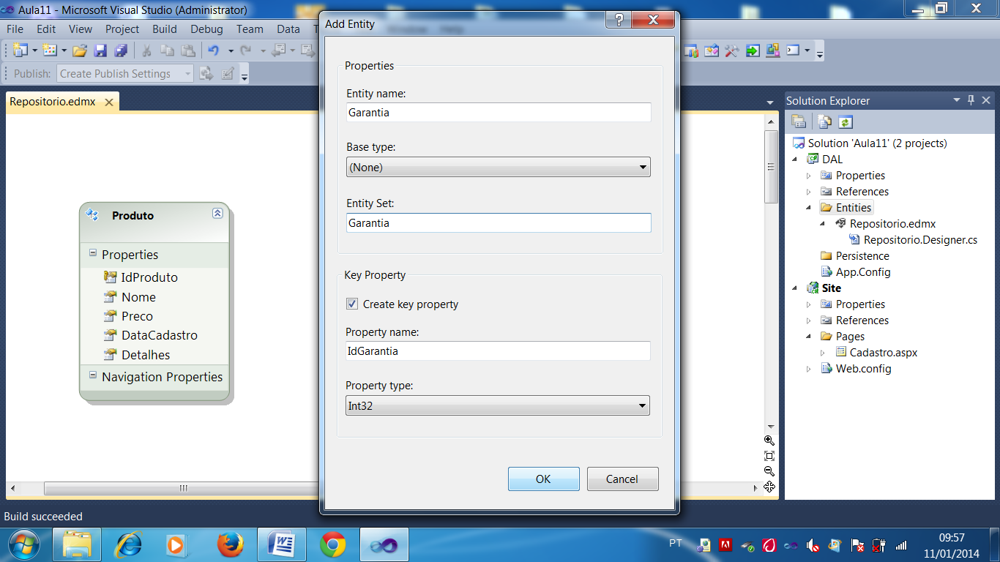 Aula11 - Microsoft Visual Studio (Administrator)
File Edit View Project Build Debug Team Data Window Help
Publish: Create Publish Settings
Repositorio.edmx
Produto
Properties
IdProduto
Nome
Preco
DataCadastro
Detalhes
Navigation Properties
Add Entity
Properties
Entity name:
Garantia
Base type:
(None)
Entity Set:
Garantia
Key Property
Create key property
Property name:
IdGarantia
Property type:
Int32
OK Cancel
Solution Explorer
Solution 'Aula11' (2 projects)
DAL
Properties
References
Entities
Repositorio.edmx
Repositorio.Designer.cs
Persistence
App.Config
Site
Properties
References
Pages
Cadastro.aspx
Web.config
Build succeeded
PT
09:57
11/01/2014